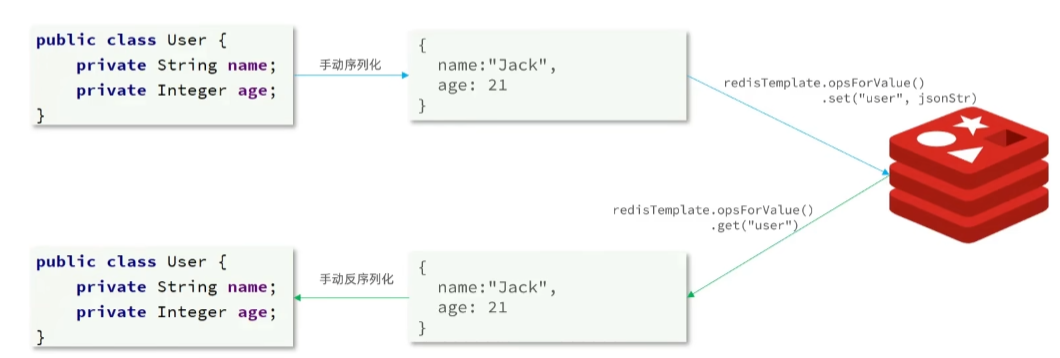 public class User {
    private String name;
    private Integer age;
}
手动序列化
{
  name:"Jack",
  age: 21
}
redisTemplate.opsForValue()
.set("user", jsonStr)
redisTemplate.opsForValue()
.get("user")
public class User {
    private String name;
    private Integer age;
}
手动反序列化
{
  name:"Jack",
  age: 21
}